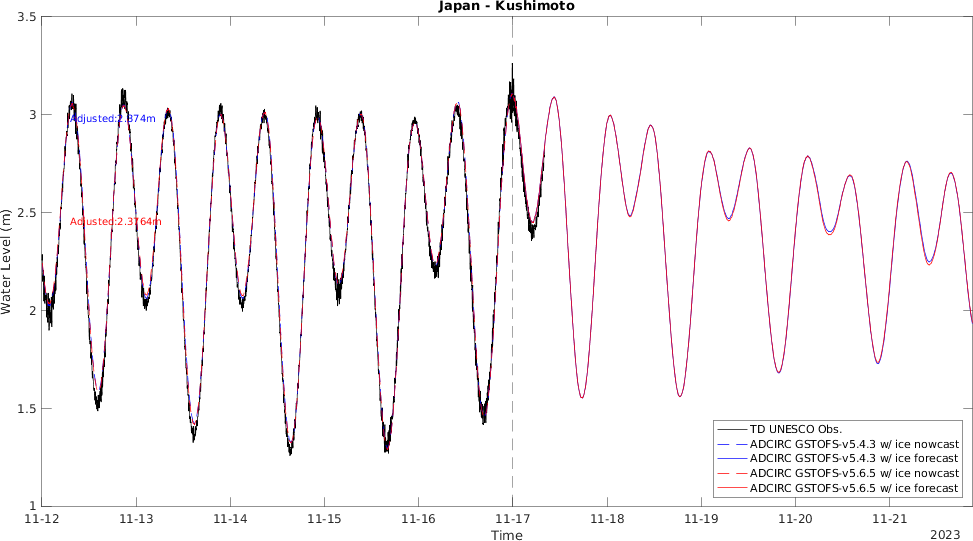 Japan - Kushimoto
3.5
3
2.5
2
1.5
1
Water Level (m)
Adjusted:2.374m
Adjusted:2.3764m
TD UNESCO Obs.
ADCIRC GSTOFS-v5.4.3 w/ ice nowcast
ADCIRC GSTOFS-v5.4.3 w/ ice forecast
ADCIRC GSTOFS-v5.6.5 w/ ice nowcast
ADCIRC GSTOFS-v5.6.5 w/ ice forecast
11-12 11-13 11-14 11-15 11-16 11-17 11-18 11-19 11-20 11-21
Time
2023